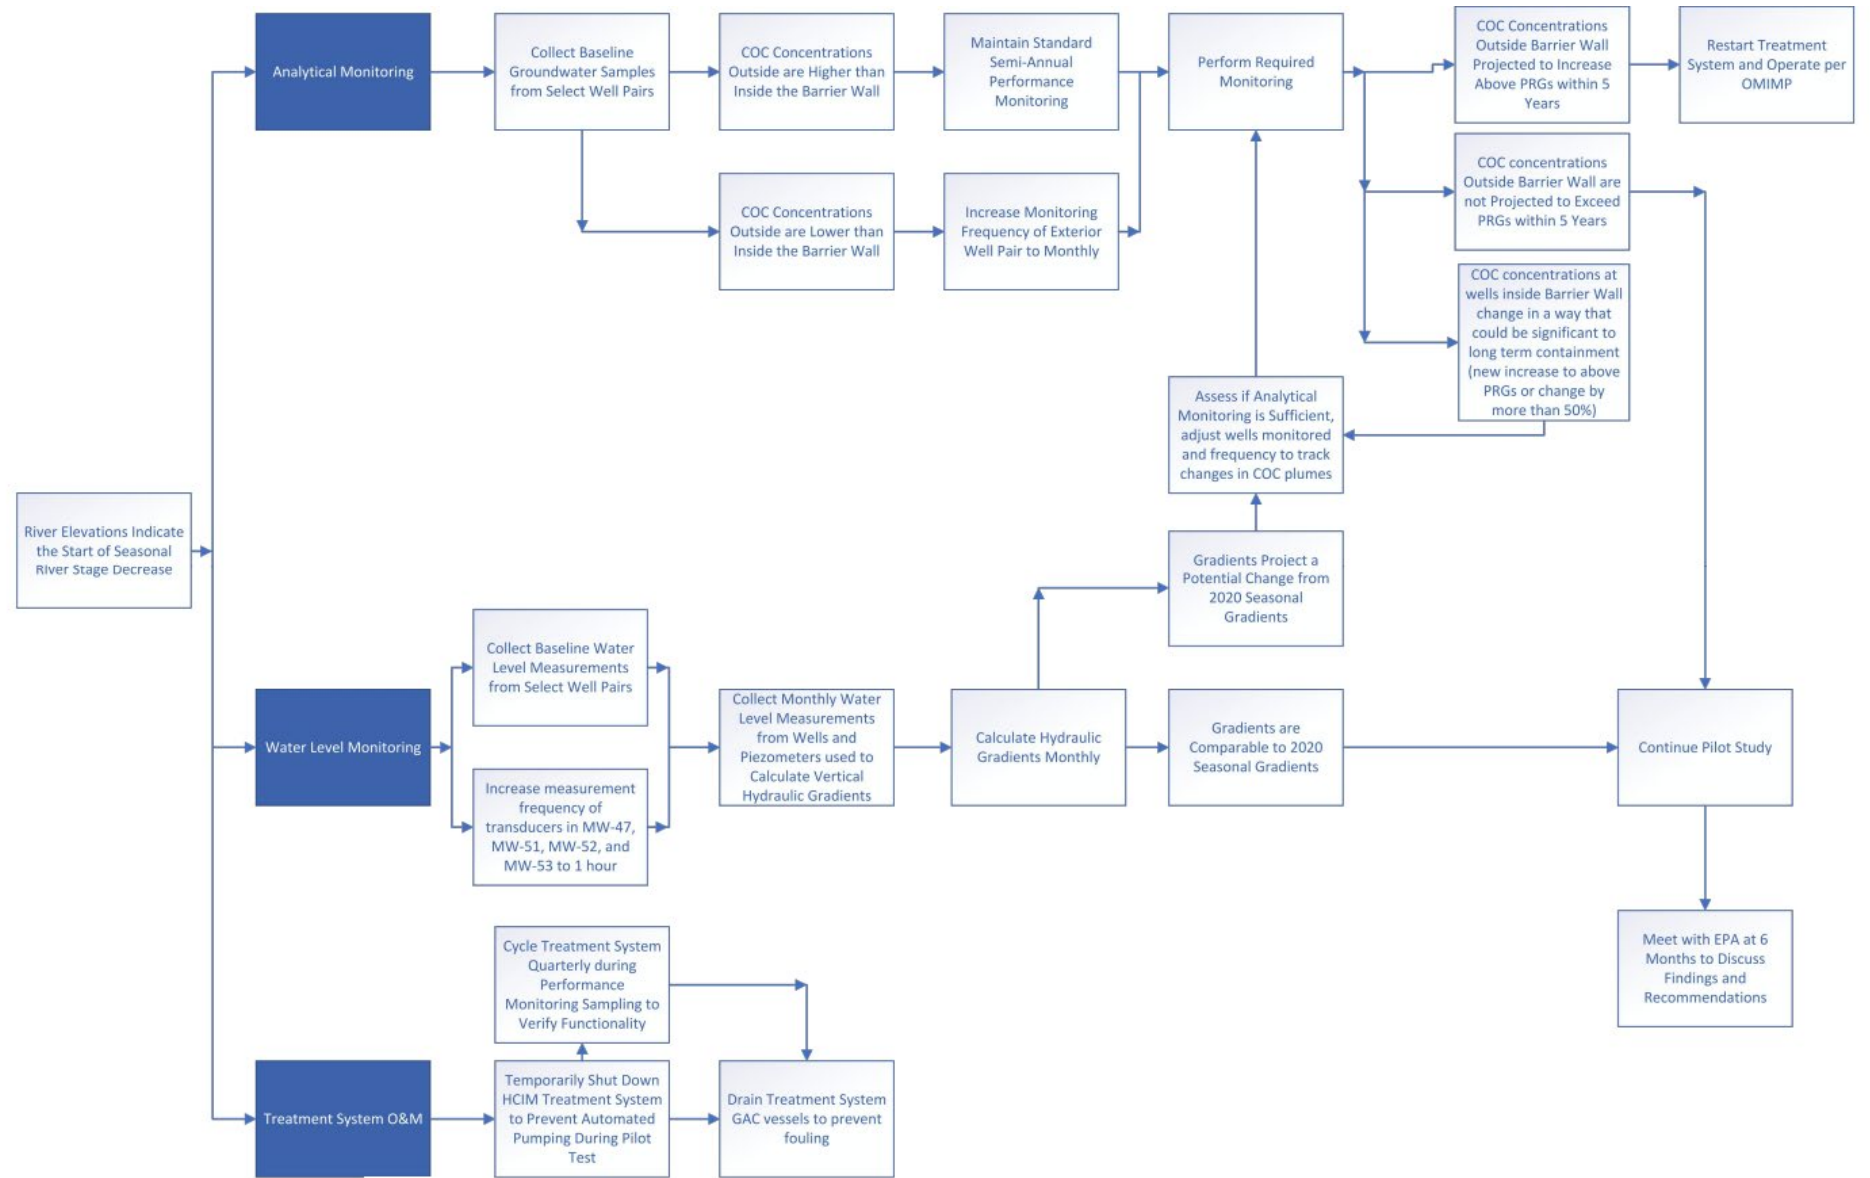 Analytical Monitoring
Collect Baseline
Groundwater Samples
from Select Well Pairs
COC Concentrations
Outside are Higher than
Inside the Barrier Wall
Maintain Standard
Semi-Annual
Performance
Monitoring
Perform Required
Monitoring
COC Concentrations
Outside Barrier Wall
Projected to Increase
Above PRGs within 5
Years
Restart Treatment
System and Operate per
OMIMP
COC Concentrations
Outside are Lower than
Inside the Barrier Wall
Increase Monitoring
Frequency of Exterior
Well Pair to Monthly
COC concentrations
Outside Barrier Wall are
not Projected to Exceed
PRGs within 5 Years
COC concentrations at
wells inside Barrier Wall
change in a way that
could be significant to
long term containment
(new increase to above
PRGs or change by
more than 50%)
Assess if Analytical
Monitoring is Sufficient,
adjust wells monitored
and frequency to track
changes in COC plumes
River Elevations Indicate
the Start of Seasonal
River Stage Decrease
Gradients Project a
Potential Change from
2020 Seasonal
Gradients
Collect Baseline Water
Level Measurements
from Select Well Pairs
Water Level Monitoring
Increase measurement
frequency of
transducers in MW-47,
MW-51, MW-52, and
MW-53 to 1 hour
Collect Monthly Water
Level Measurements
from Wells and
Piezometers used to
Calculate Vertical
Hydraulic Gradients
Calculate Hydraulic
Gradients Monthly
Gradients are
Comparable to 2020
Seasonal Gradients
Continue Pilot Study
Meet with EPA at 6
Months to Discuss
Findings and
Recommendations
Cycle Treatment System
Quarterly during
Performance
Monitoring Sampling to
Verify Functionality
Treatment System O&M
Temporarily Shut Down
HCIM Treatment System
to Prevent Automated
Pumping During Pilot
Test
Drain Treatment System
GAC vessels to prevent
fouling